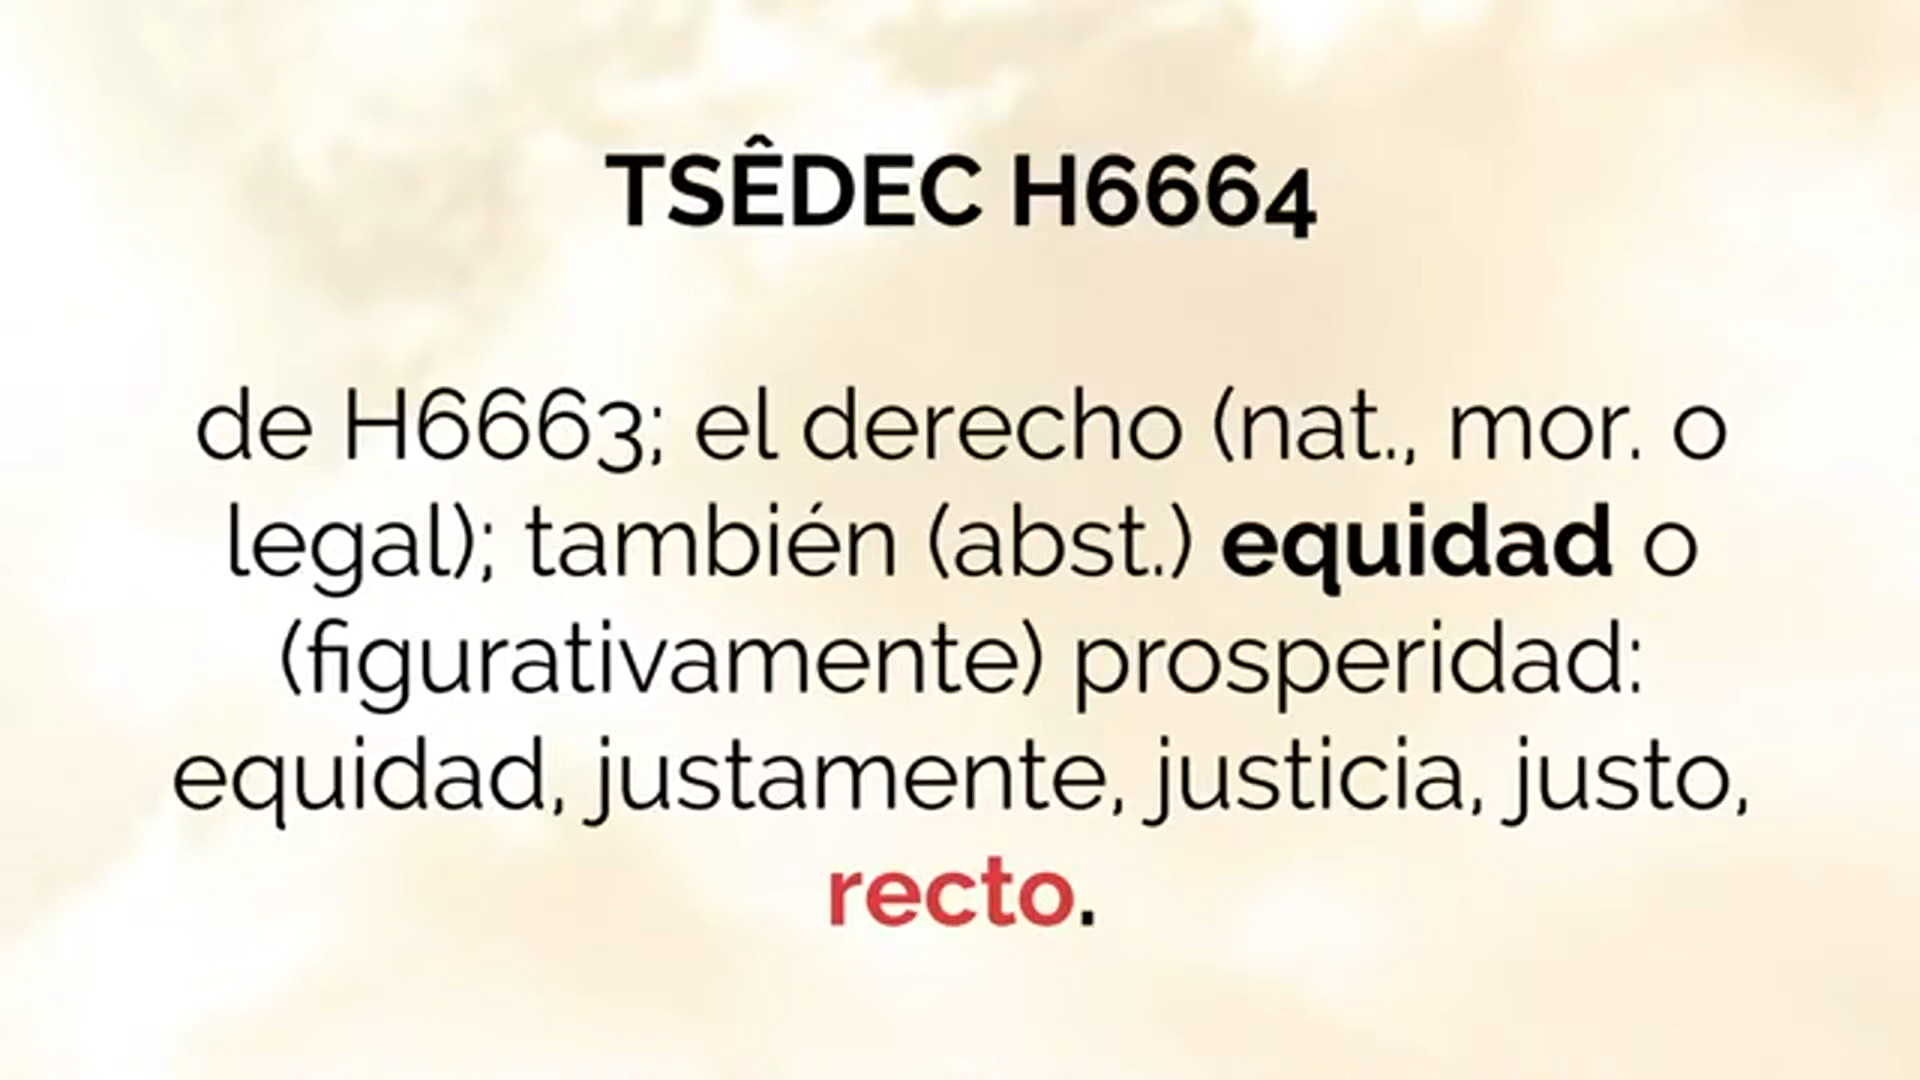 TSÊDEC H6664
de H6663; el derecho (nat., mor. o
legal); también (abst.) equidad o
(figurativamente) prosperidad:
equidad, justamente, justicia, justo,
recto.